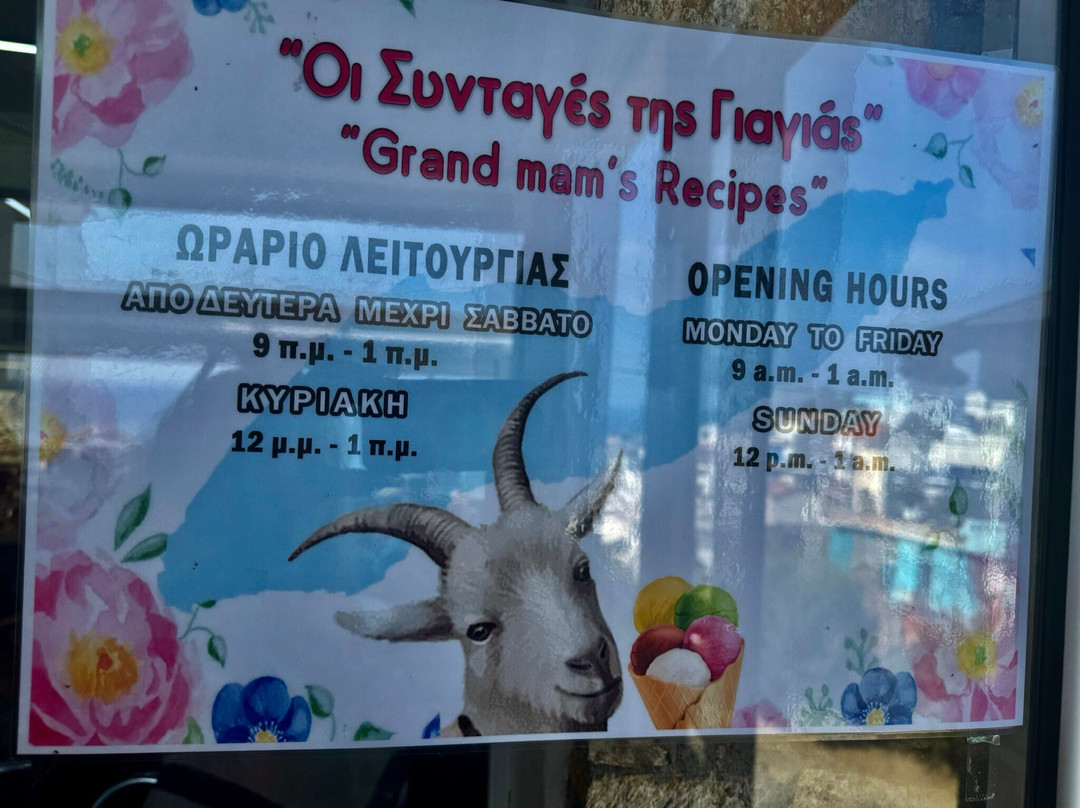 "Οι Συνταγές της Γιαγιάς"
"Grand mam's Recipes"
ΩΡΑΡΙΟ ΛΕΙΤΟΥΡΓΙΑΣ
ΑΠΟ ΔΕΥΤΕΡΑ ΜΕΧΡΙ ΣΑΒΒΑΤΟ
9 π.μ. - 1 π.μ.
ΚΥΡΙΑΚΗ
12 μ.μ. - 1 π.μ.
OPENING HOURS
MONDAY TO FRIDAY
9 a.m. - 1 a.m.
SUNDAY
12 p.m. - 1 a.m.